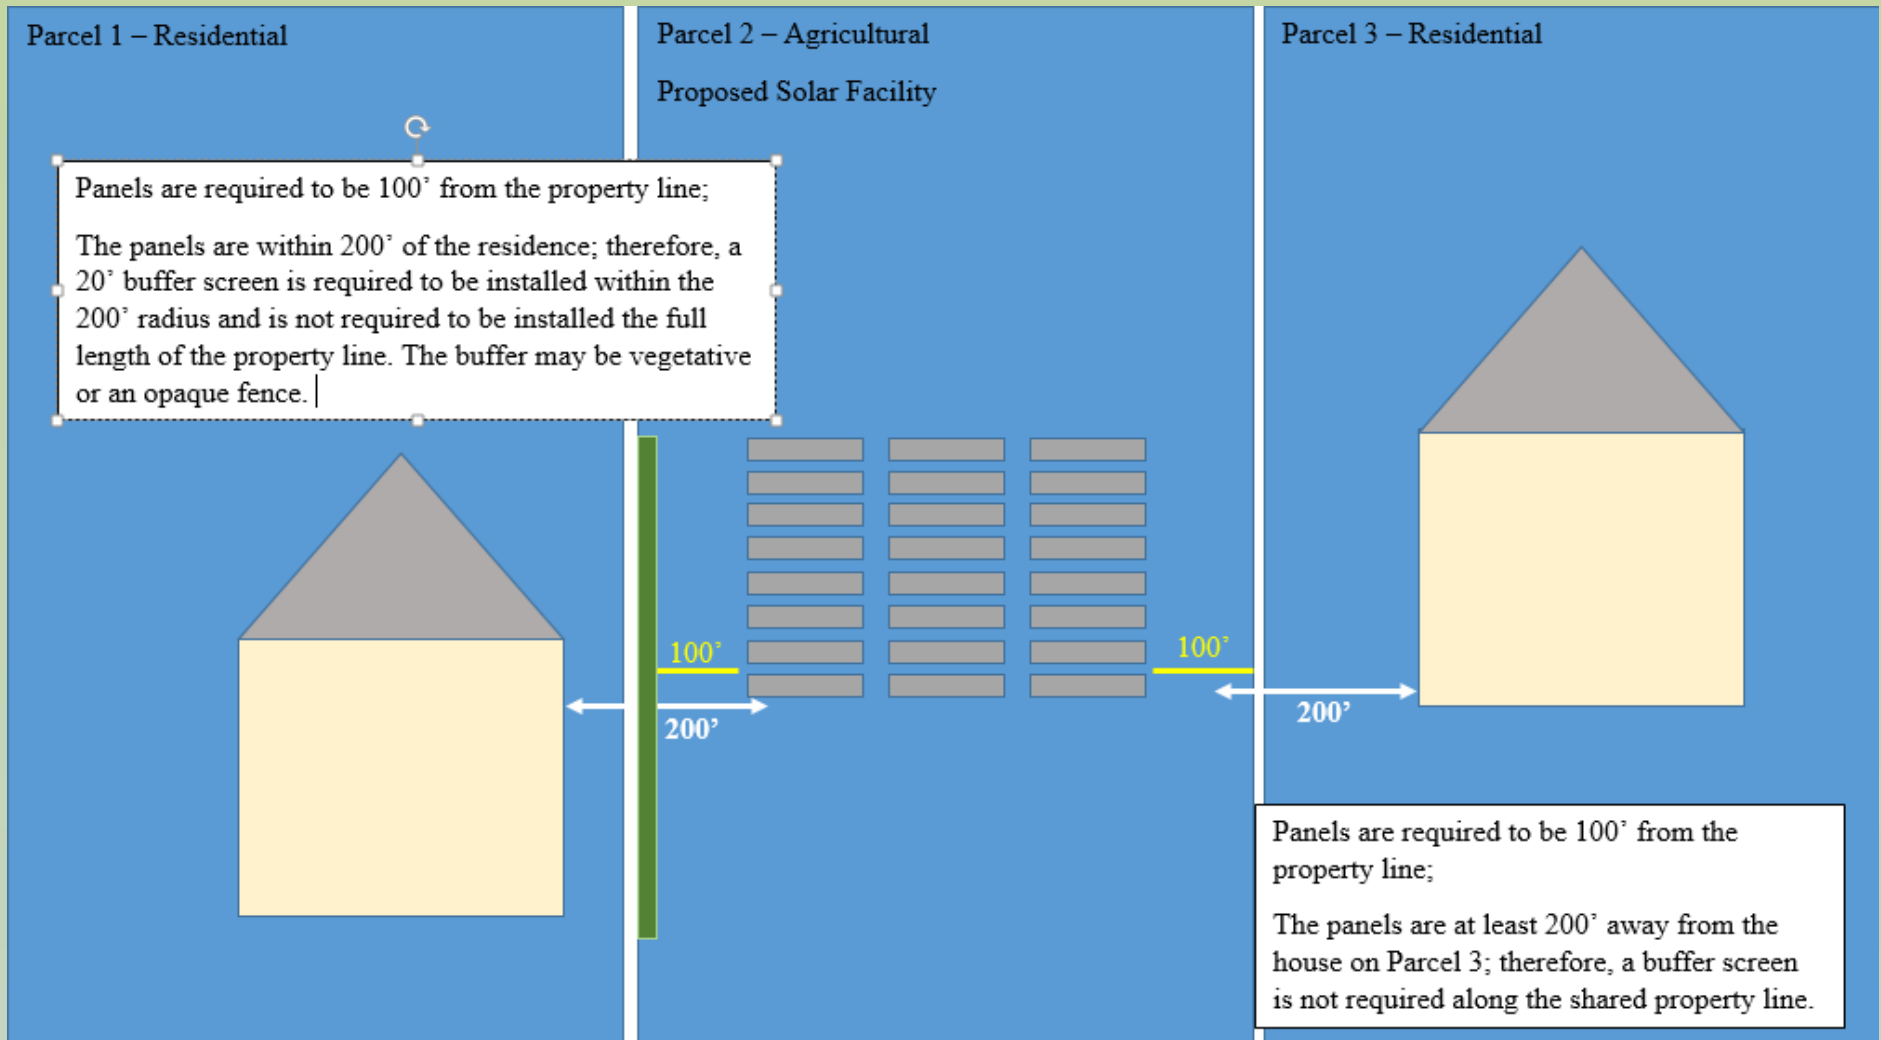 Parcel 1 – Residential
Parcel 2 – Agricultural
Proposed Solar Facility
Parcel 3 – Residential
Panels are required to be 100’ from the property line;
The panels are within 200’ of the residence; therefore, a
20’ buffer screen is required to be installed within the
200’ radius and is not required to be installed the full
length of the property line. The buffer may be vegetative
or an opaque fence.
100’
200’
100’
200’
Panels are required to be 100’ from the
property line;
The panels are at least 200’ away from the
house on Parcel 3; therefore, a buffer screen
is not required along the shared property line.